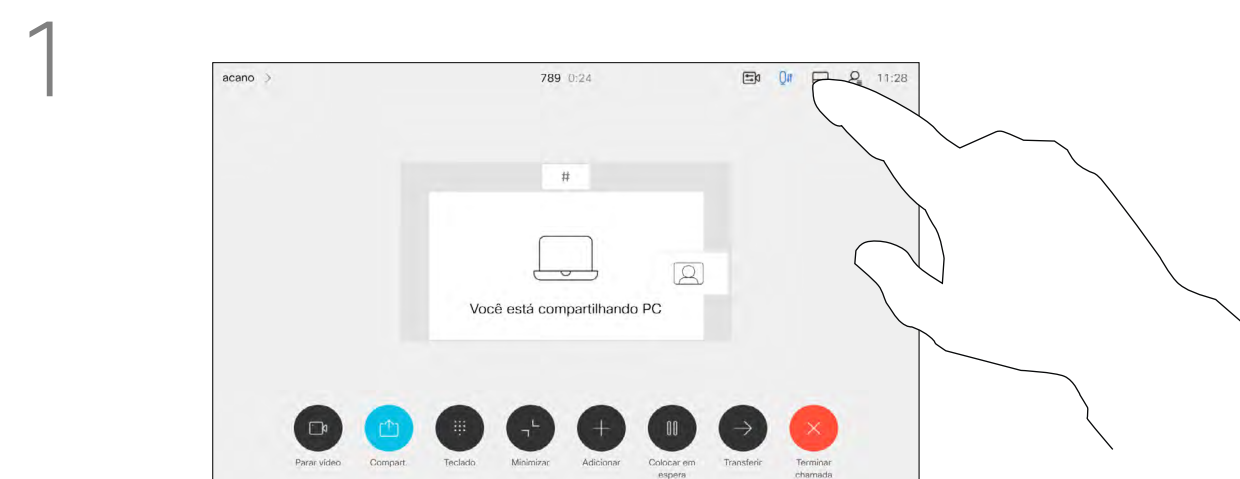 1
acano >
789 0:24
11:28
#
Você está compartilhando PC
Parar vídeo Compart. Teclado Minimizar Adicionar Colocar em espera Transferir Terminar chamada